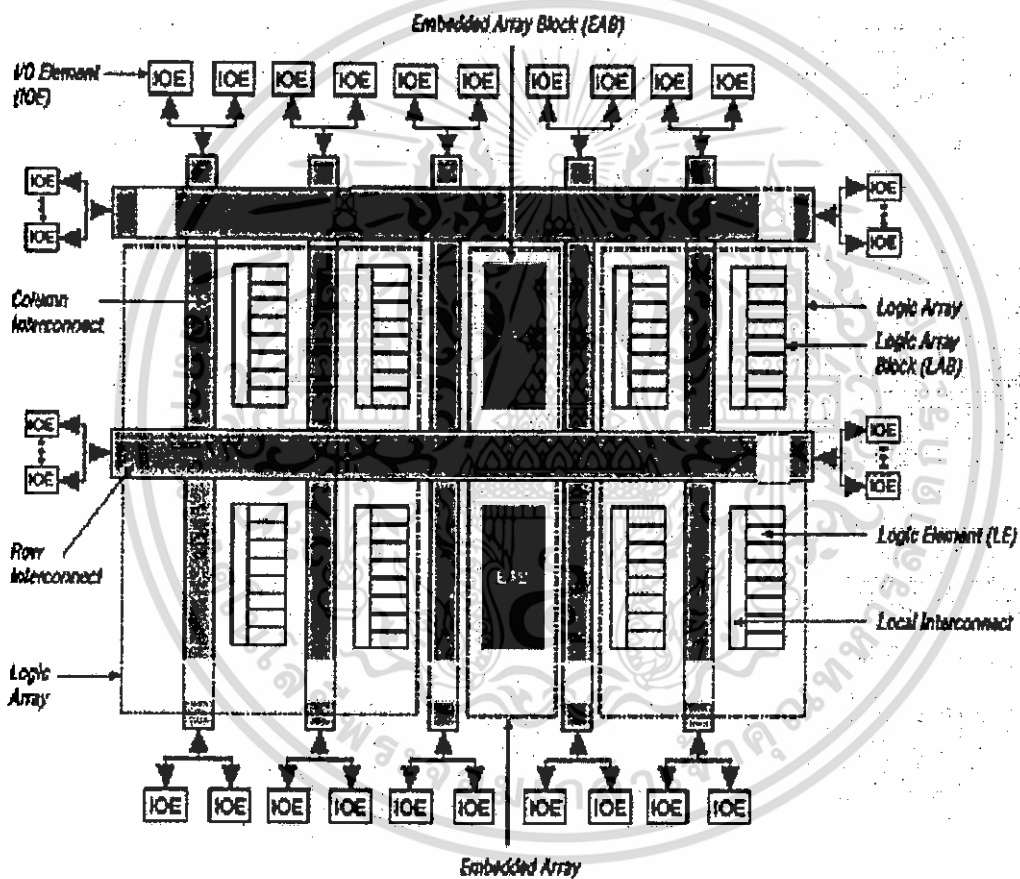 Embedded Array Block (EAB)
I/O Element
(IOE)
IOE IOE IOE IOE IOE IOE IOE IOE IOE IOE
IOE IOE
IOE IOE
Column
Interconnect
Logic Array
Logic Array
Block (LAB)
IOE IOE
IOE IOE
Row
Interconnect
Logic Element (LE)
EAB
Local Interconnect
Logic
Array
IOE IOE IOE IOE IOE IOE IOE IOE IOE IOE
Embedded Array